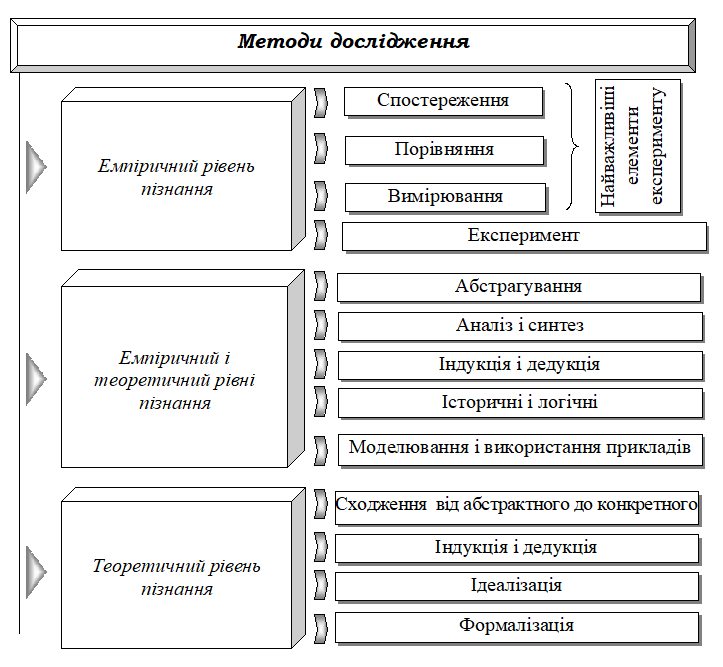 Методи дослідження
Емпіричний рівень
пізнання
Спостереження
Порівняння
Вимірювання
Експеримент
Найважливіші
елементи
експерименту
Емпіричний і
теоретичний рівні
пізнання
Абстрагування
Аналіз і синтез
Індукція і дедукція
Історичні і логічні
Моделювання і використання прикладів
Теоретичний рівень
пізнання
Сходження від абстрактного до конкретного
Індукція і дедукція
Ідеалізація
Формалізація